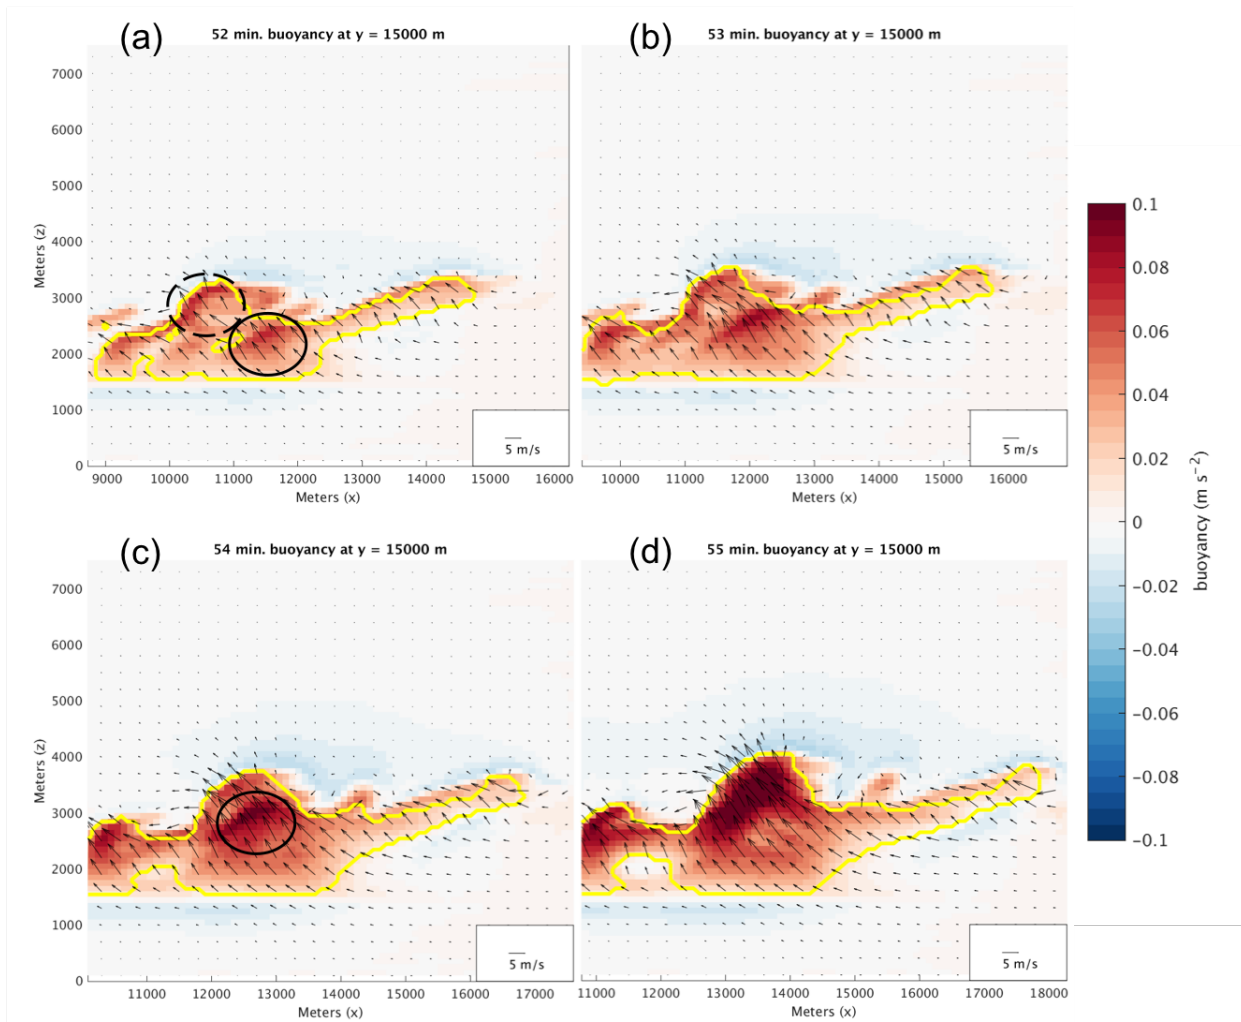 (a) 52 min. buoyancy at y = 15000 m
(b) 53 min. buoyancy at y = 15000 m
7000
6000
5000
4000
3000
2000
1000
0
Meters (z)
5 m/s
5 m/s
9000 10000 11000 12000 13000 14000 15000 16000
Meters (x)
10000 11000 12000 13000 14000 15000 16000
Meters (x)
(c) 54 min. buoyancy at y = 15000 m
(d) 55 min. buoyancy at y = 15000 m
7000
6000
5000
4000
3000
2000
1000
0
Meters (z)
5 m/s
5 m/s
11000 12000 13000 14000 15000 16000 17000
Meters (x)
11000 12000 13000 14000 15000 16000 17000 18000
Meters (x)
0.1
0.08
0.06
0.04
0.02
0
−0.02
−0.04
−0.06
−0.08
−0.1
buoyancy (m s⁻²)